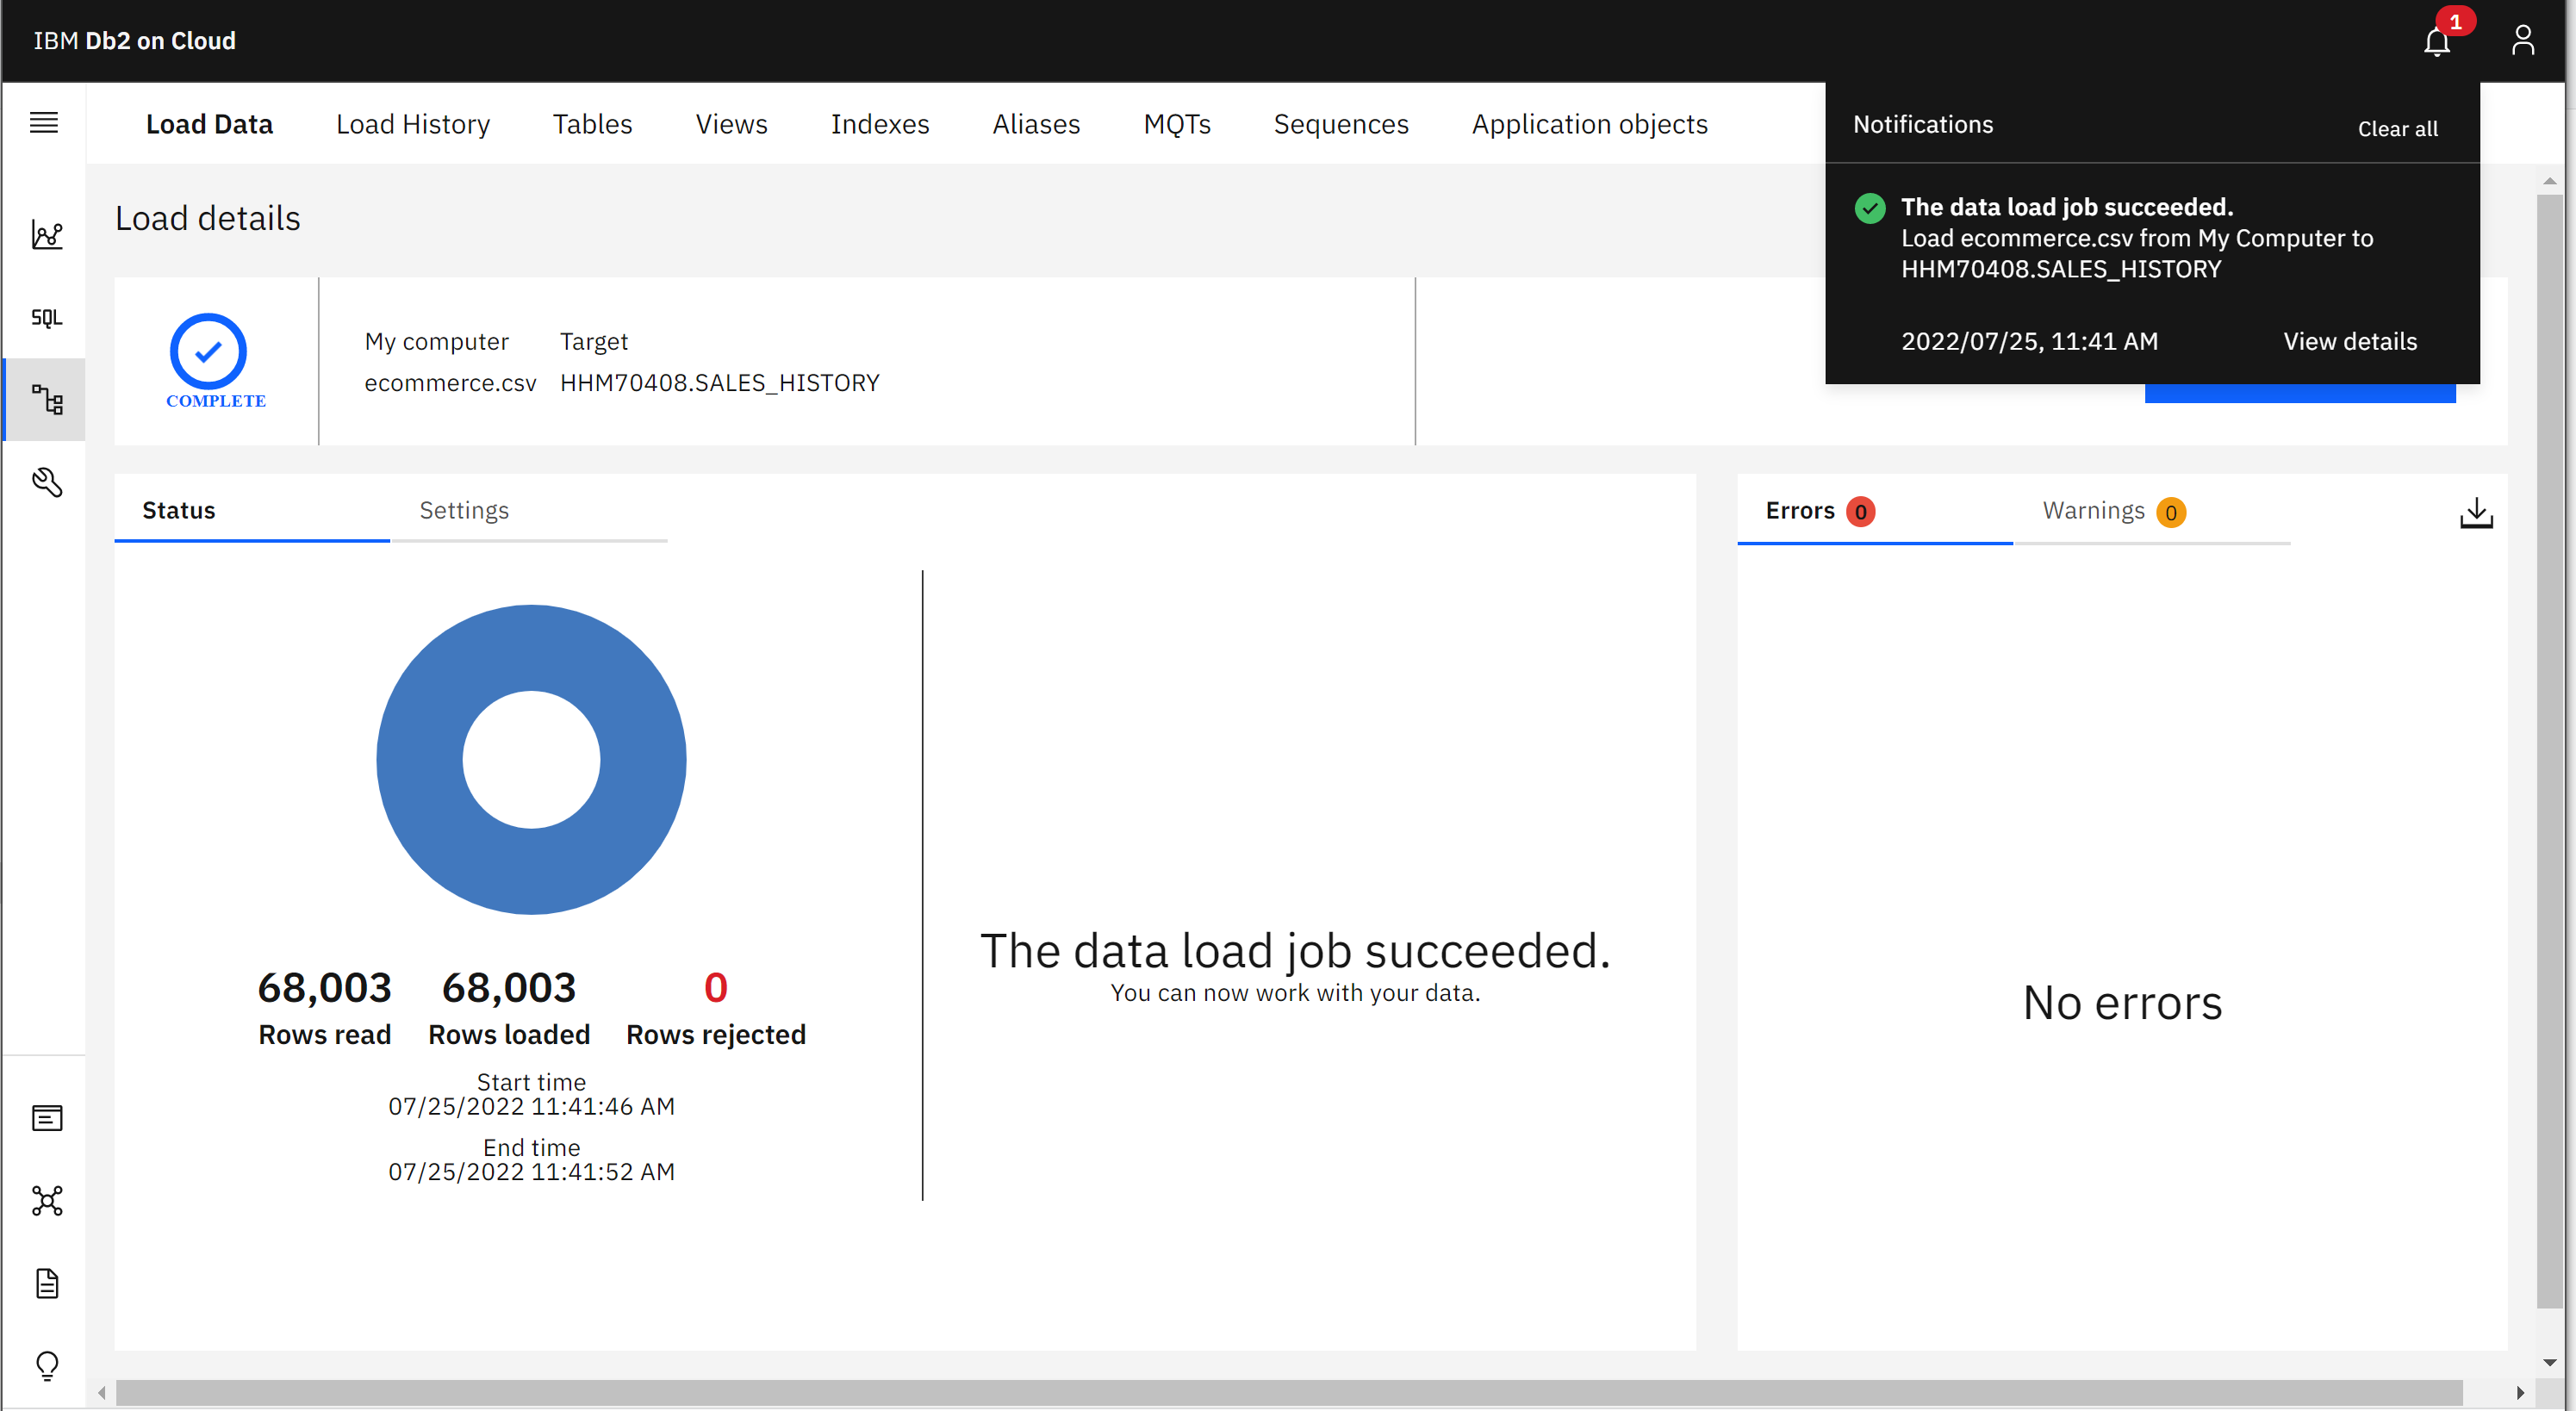 IBM Db2 on Cloud
1
Load Data Load History Tables Views Indexes Aliases MQTs Sequences Application objects
Notifications Clear all
The data load job succeeded.
Load ecommerce.csv from My Computer to
HHM70408.SALES_HISTORY
2022/07/25, 11:41 AM View details
Load details
SQL
COMPLETE
My computer Target
ecommerce.csv HHM70408.SALES_HISTORY
Status Settings
68,003 68,003 0
Rows read Rows loaded Rows rejected
Start time
07/25/2022 11:41:46 AM
End time
07/25/2022 11:41:52 AM
The data load job succeeded.
You can now work with your data.
Errors 0 Warnings 0
No errors